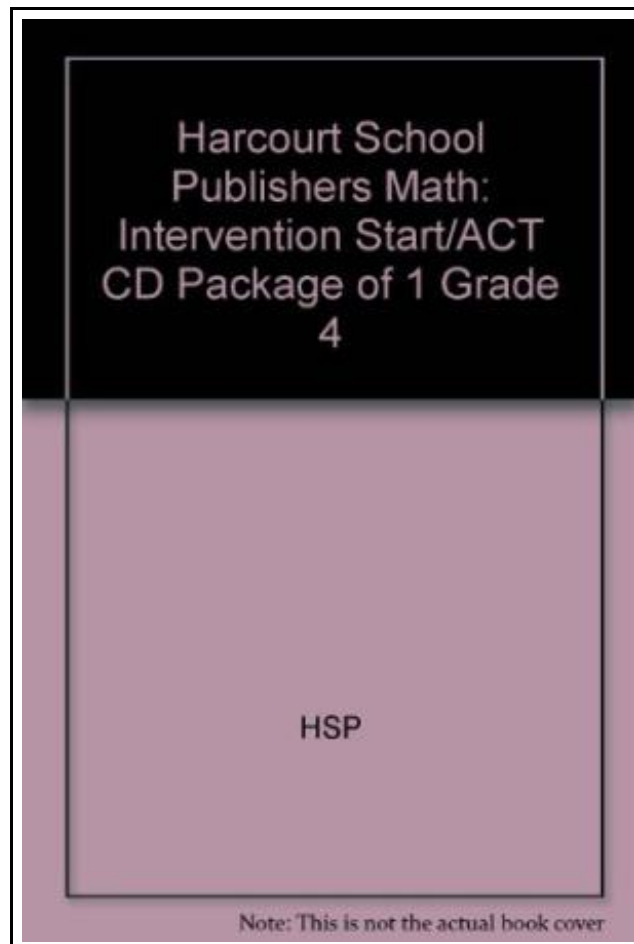 Harcourt School
Publishers Math:
Intervention Start/ACT
CD Package of 1 Grade
4
HSP
Note: This is not the actual book cover